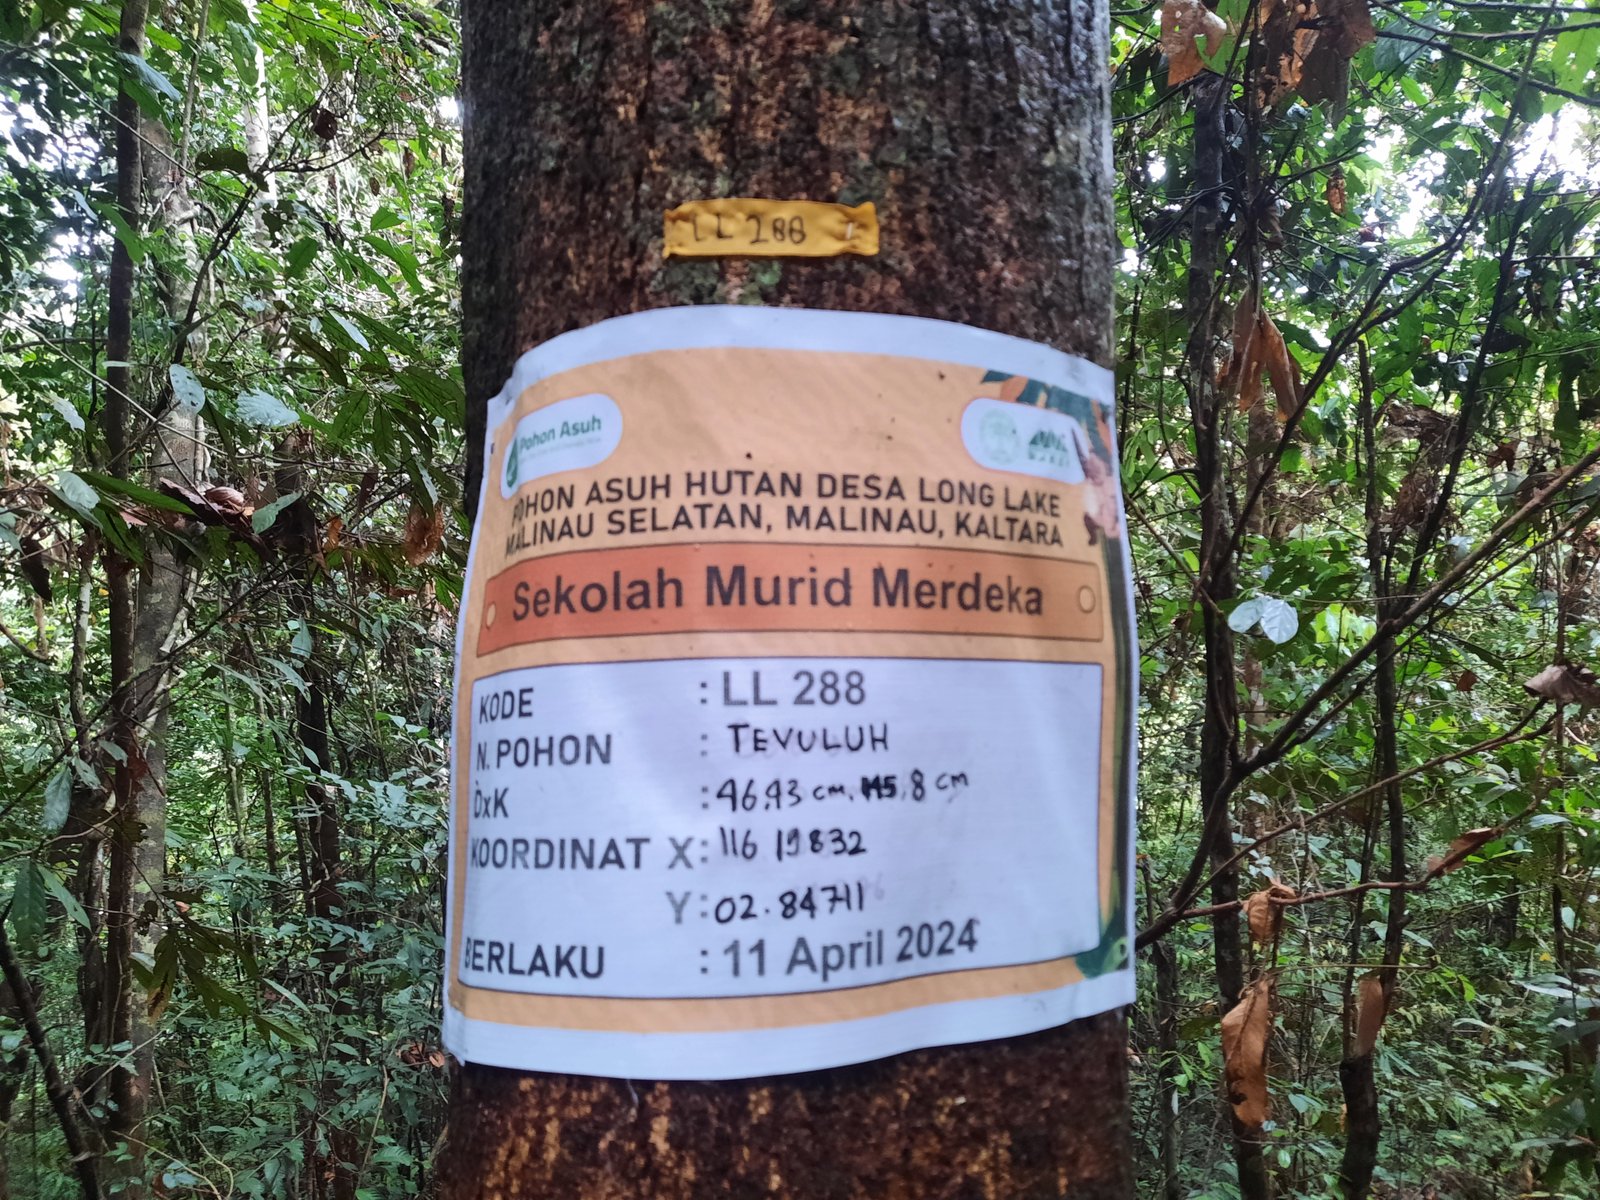 LL 288
Pohon Asuh
POHON ASUH HUTAN DESA LONG LAKE
MALINAU SELATAN, MALINAU, KALTARA
Sekolah Murid Merdeka
KODE : LL 288
N. POHON : TEVULUH
DxK : 46,43 cm, 145,8 cm
KOORDINAT X: 116 19832
Y: 02.84711
BERLAKU : 11 April 2024